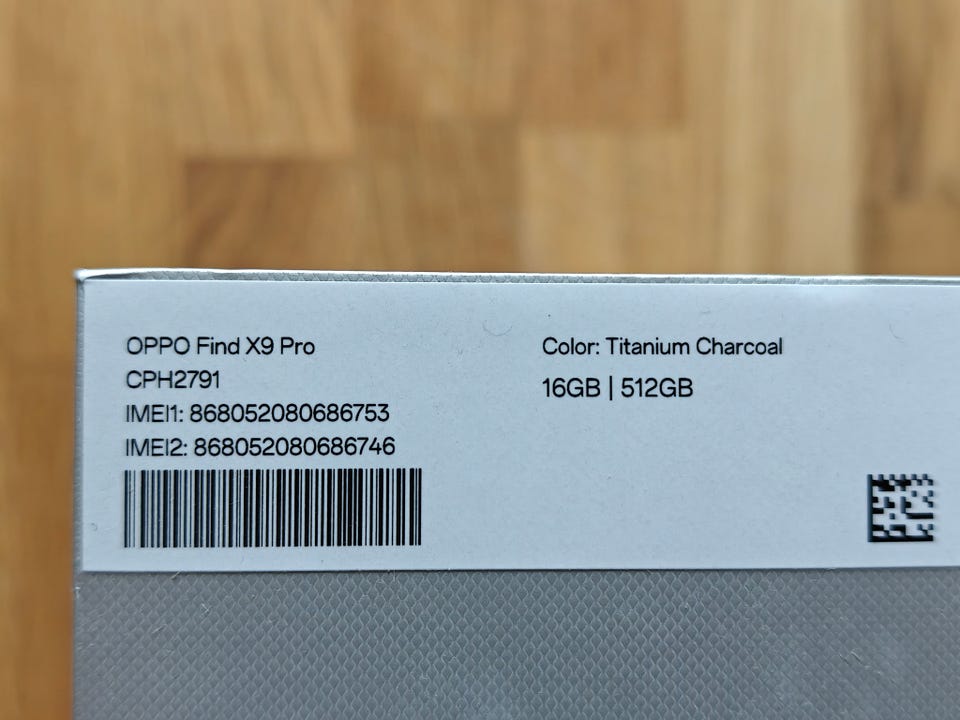 OPPO Find X9 Pro
CPH2791
IMEI1: 868052080686753
IMEI2: 868052080686746
Color: Titanium Charcoal
16GB | 512GB